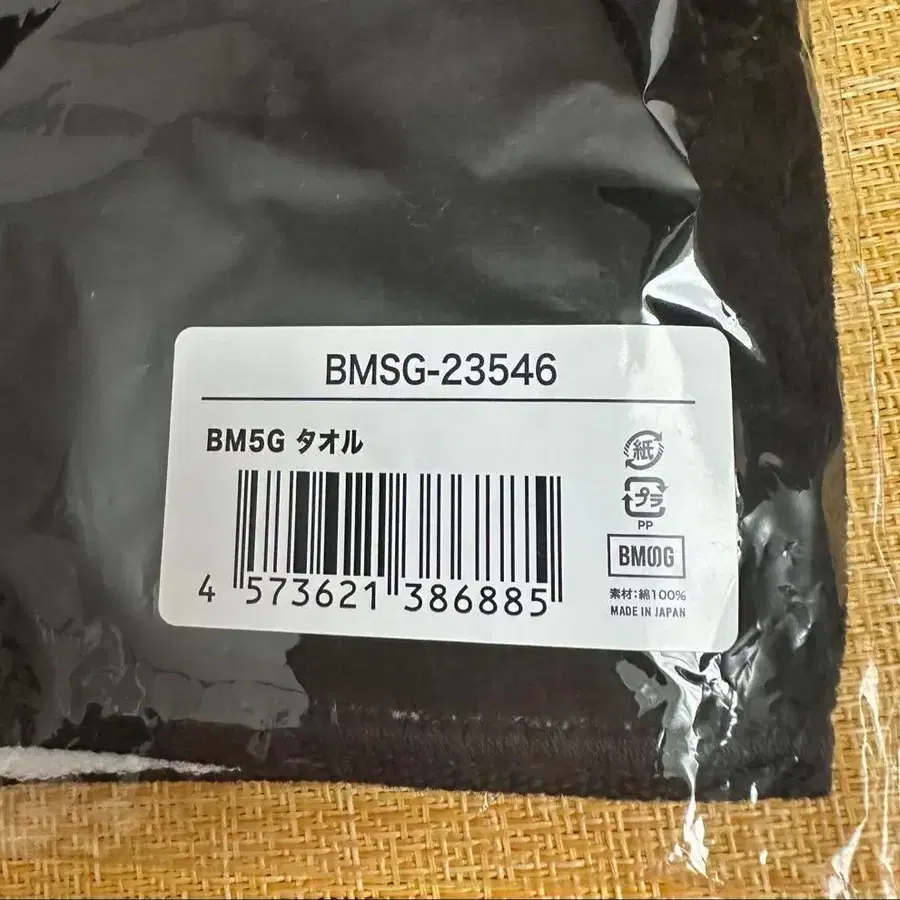 BMSG-23546
BM5G タオル
紙
プラ
PP
BMSG
4 573621 386885
素材:綿100%
MADE IN JAPAN